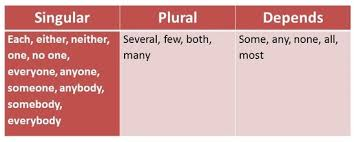 Singular
Plural
Depends
Each, either, neither,
one, no one,
everyone, anyone,
someone, anybody,
somebody,
everybody
Several, few, both,
many
Some, any, none, all,
most